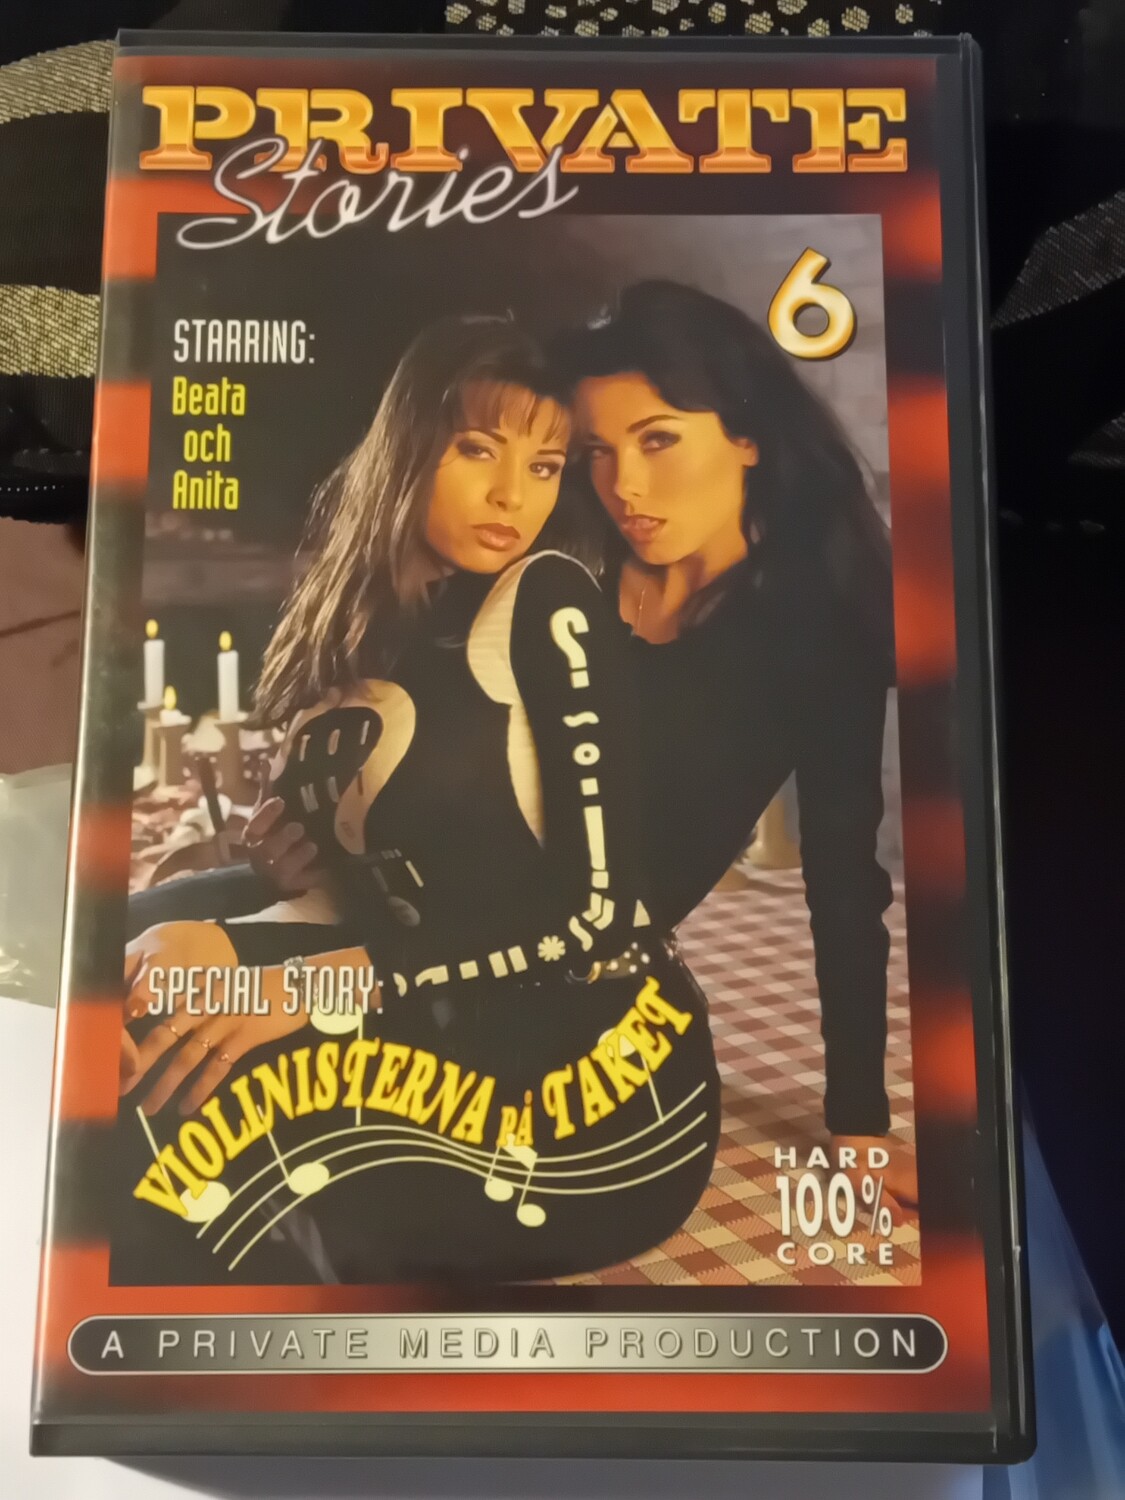 PRIVATE
Stories
6
STARRING:
Beata
och
Anita
SPECIAL STORY:
VIOLINISTERNA PÅ TAKET
HARD
100%
CORE
A PRIVATE MEDIA PRODUCTION